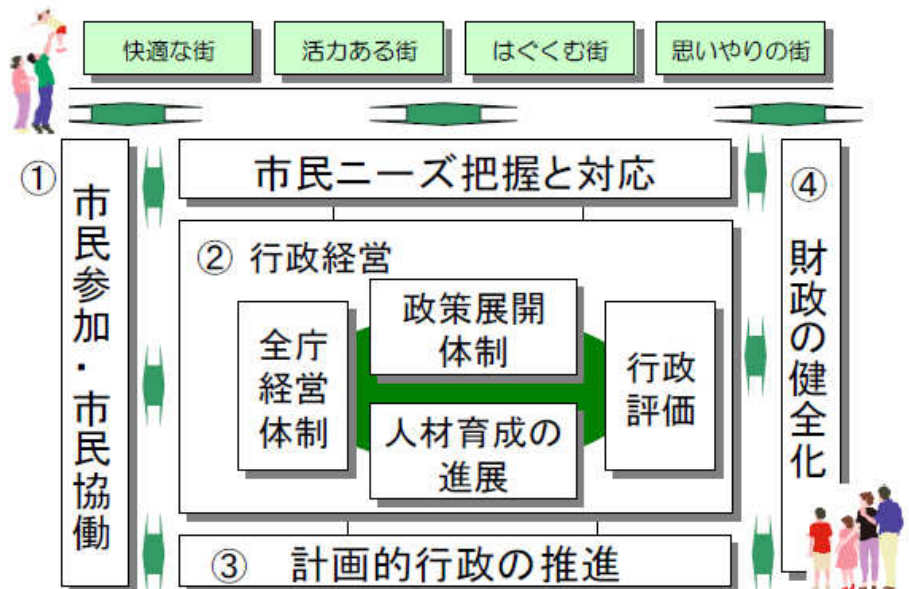 快適な街
活力ある街
はぐくむ街
思いやりの街
①
市民参加・市民協働
市民ニーズ把握と対応
② 行政経営
全庁
経営
体制
政策展開
体制
人材育成の
進展
行政
評価
③ 計画的行政の推進
④
財政の健全化